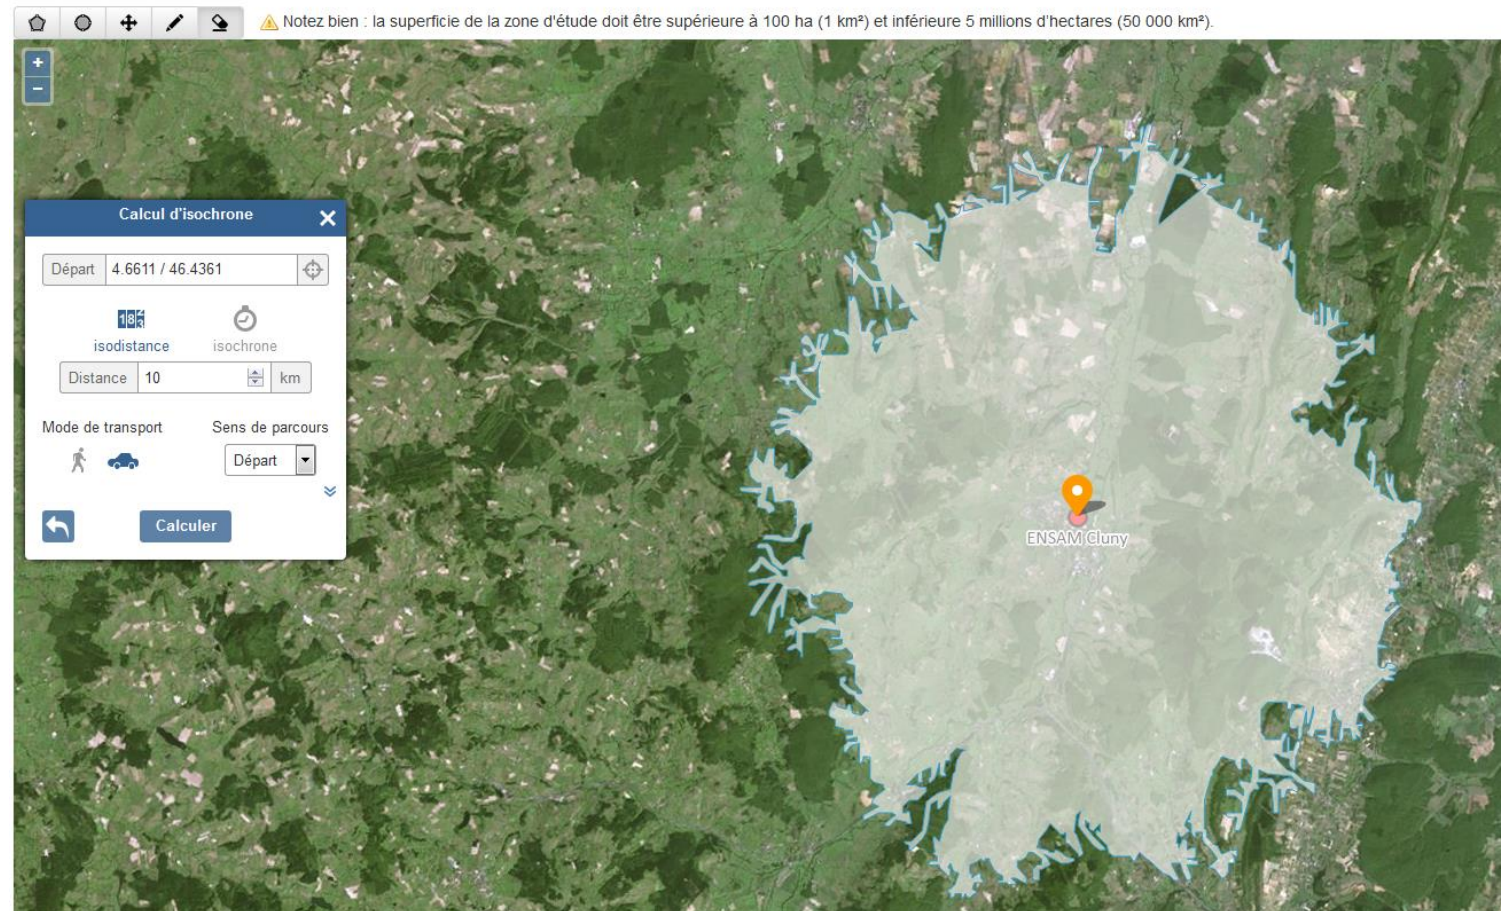 Notez bien : la superficie de la zone d'étude doit être supérieure à 100 ha (1 km²) et inférieure 5 millions d'hectares (50 000 km²).
+
−
Calcul d'isochrone
Départ 4.6611 / 46.4361
isodistance isochrone
Distance 10 km
Mode de transport Sens de parcours
Départ
Calculer
ENSAM Cluny